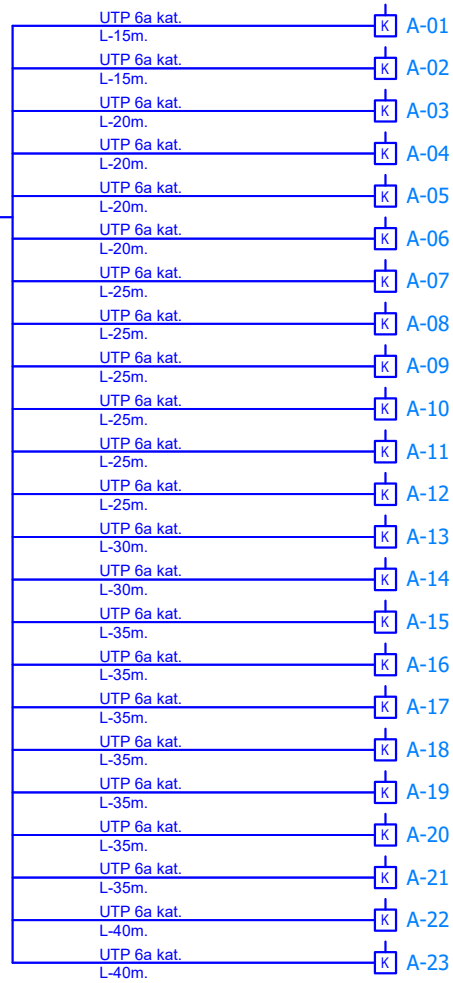 UTP 6a kat.
L-15m.
K A-01
UTP 6a kat.
L-15m.
K A-02
UTP 6a kat.
L-20m.
K A-03
UTP 6a kat.
L-20m.
K A-04
UTP 6a kat.
L-20m.
K A-05
UTP 6a kat.
L-20m.
K A-06
UTP 6a kat.
L-25m.
K A-07
UTP 6a kat.
L-25m.
K A-08
UTP 6a kat.
L-25m.
K A-09
UTP 6a kat.
L-25m.
K A-10
UTP 6a kat.
L-25m.
K A-11
UTP 6a kat.
L-25m.
K A-12
UTP 6a kat.
L-30m.
K A-13
UTP 6a kat.
L-30m.
K A-14
UTP 6a kat.
L-35m.
K A-15
UTP 6a kat.
L-35m.
K A-16
UTP 6a kat.
L-35m.
K A-17
UTP 6a kat.
L-35m.
K A-18
UTP 6a kat.
L-35m.
K A-19
UTP 6a kat.
L-35m.
K A-20
UTP 6a kat.
L-35m.
K A-21
UTP 6a kat.
L-40m.
K A-22
UTP 6a kat.
L-40m.
K A-23